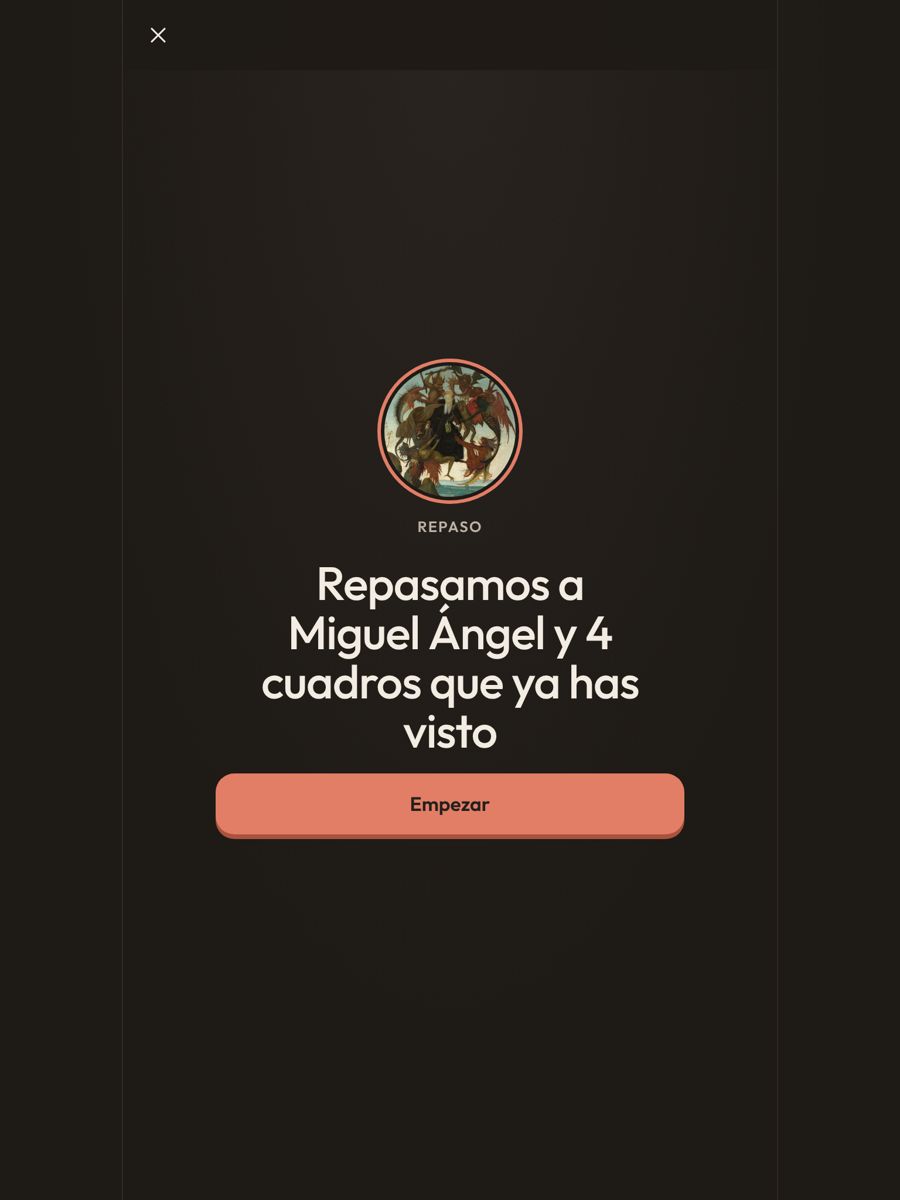 REPASO
Repasamos a
Miguel Ángel y 4
cuadros que ya has
visto
Empezar